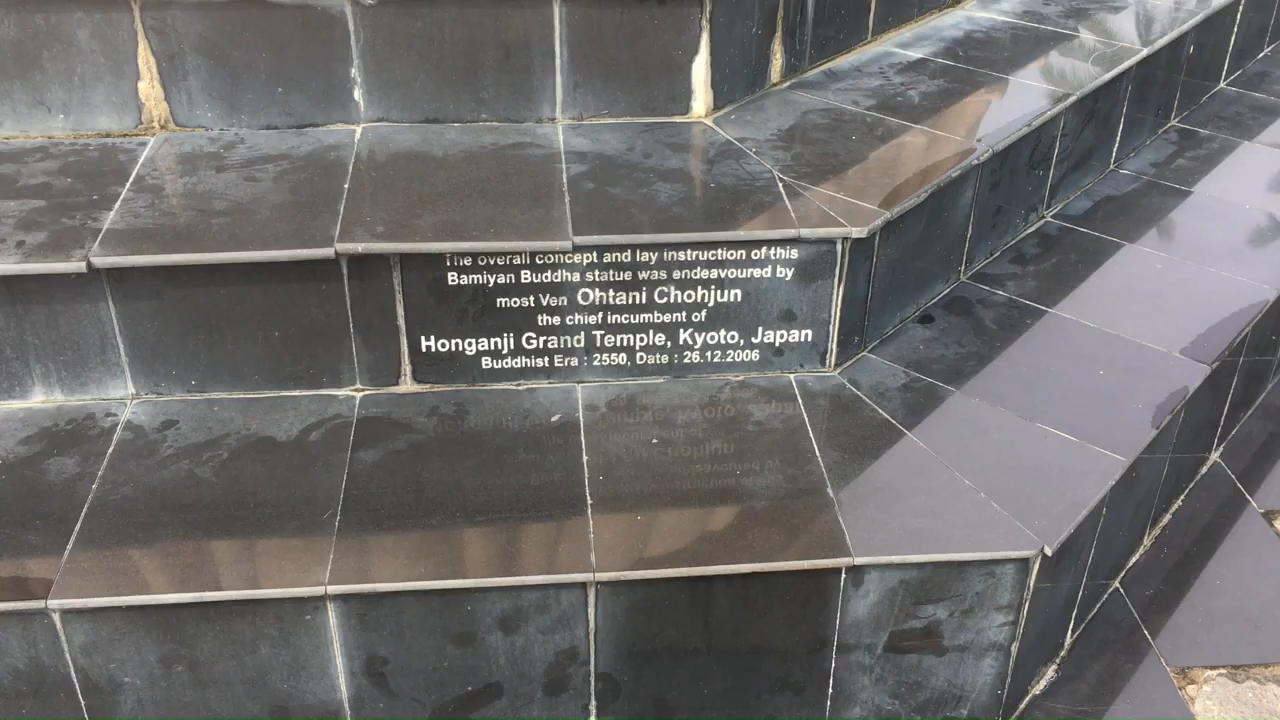 The overall concept and lay instruction of this
Bamiyan Buddha statue was endeavoured by
most Ven Ohtani Chohjun
the chief incumbent of
Honganji Grand Temple, Kyoto, Japan
Buddhist Era : 2550, Date : 26.12.2006